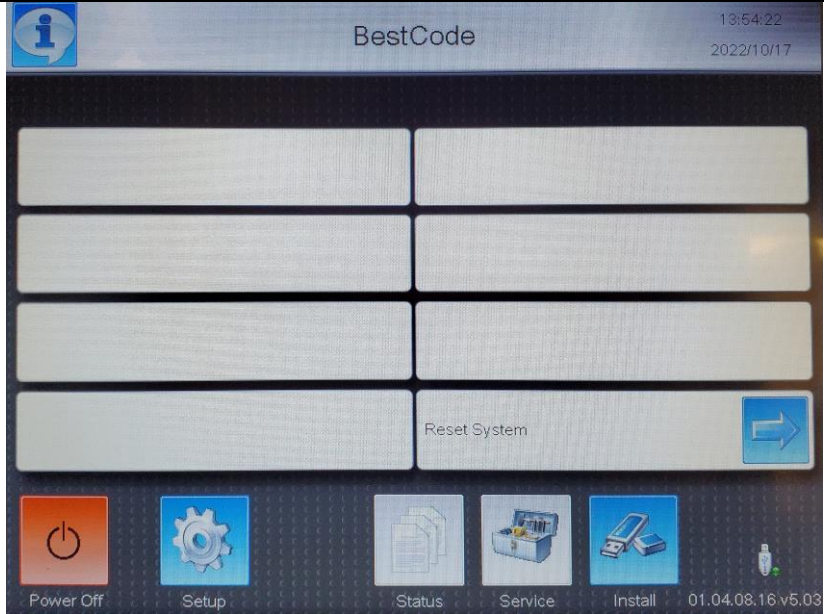 BestCode
13:54:22
2022/10/17
Reset System
Power Off
Setup
Status
Service
Install
01.04.08.16 v5.03